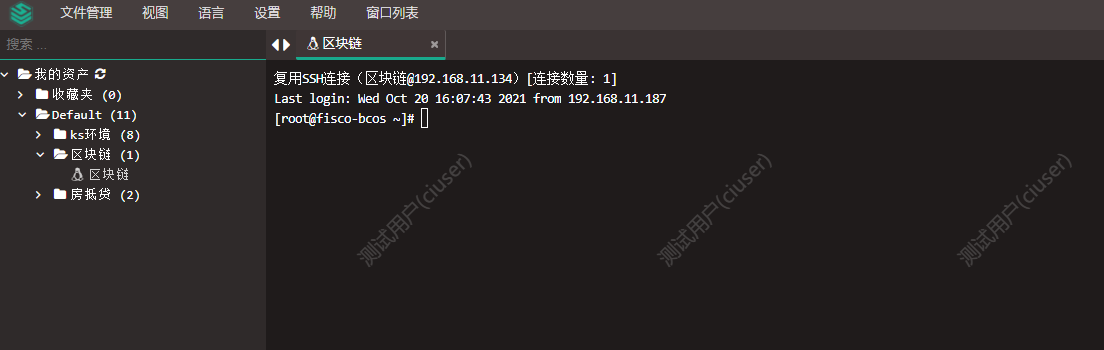 文件管理 视图 语言 设置 帮助 窗口列表
搜索 ...
区块链
我的资产
收藏夹 (0)
Default (11)
ks环境 (8)
区块链 (1)
区块链
房抵贷 (2)
复用SSH连接（区块链@192.168.11.134）[连接数量: 1]
Last login: Wed Oct 20 16:07:43 2021 from 192.168.11.187
[root@fisco-bcos ~]#
测试用户(ciuser)
测试用户(ciuser)
测试用户(ciuser)